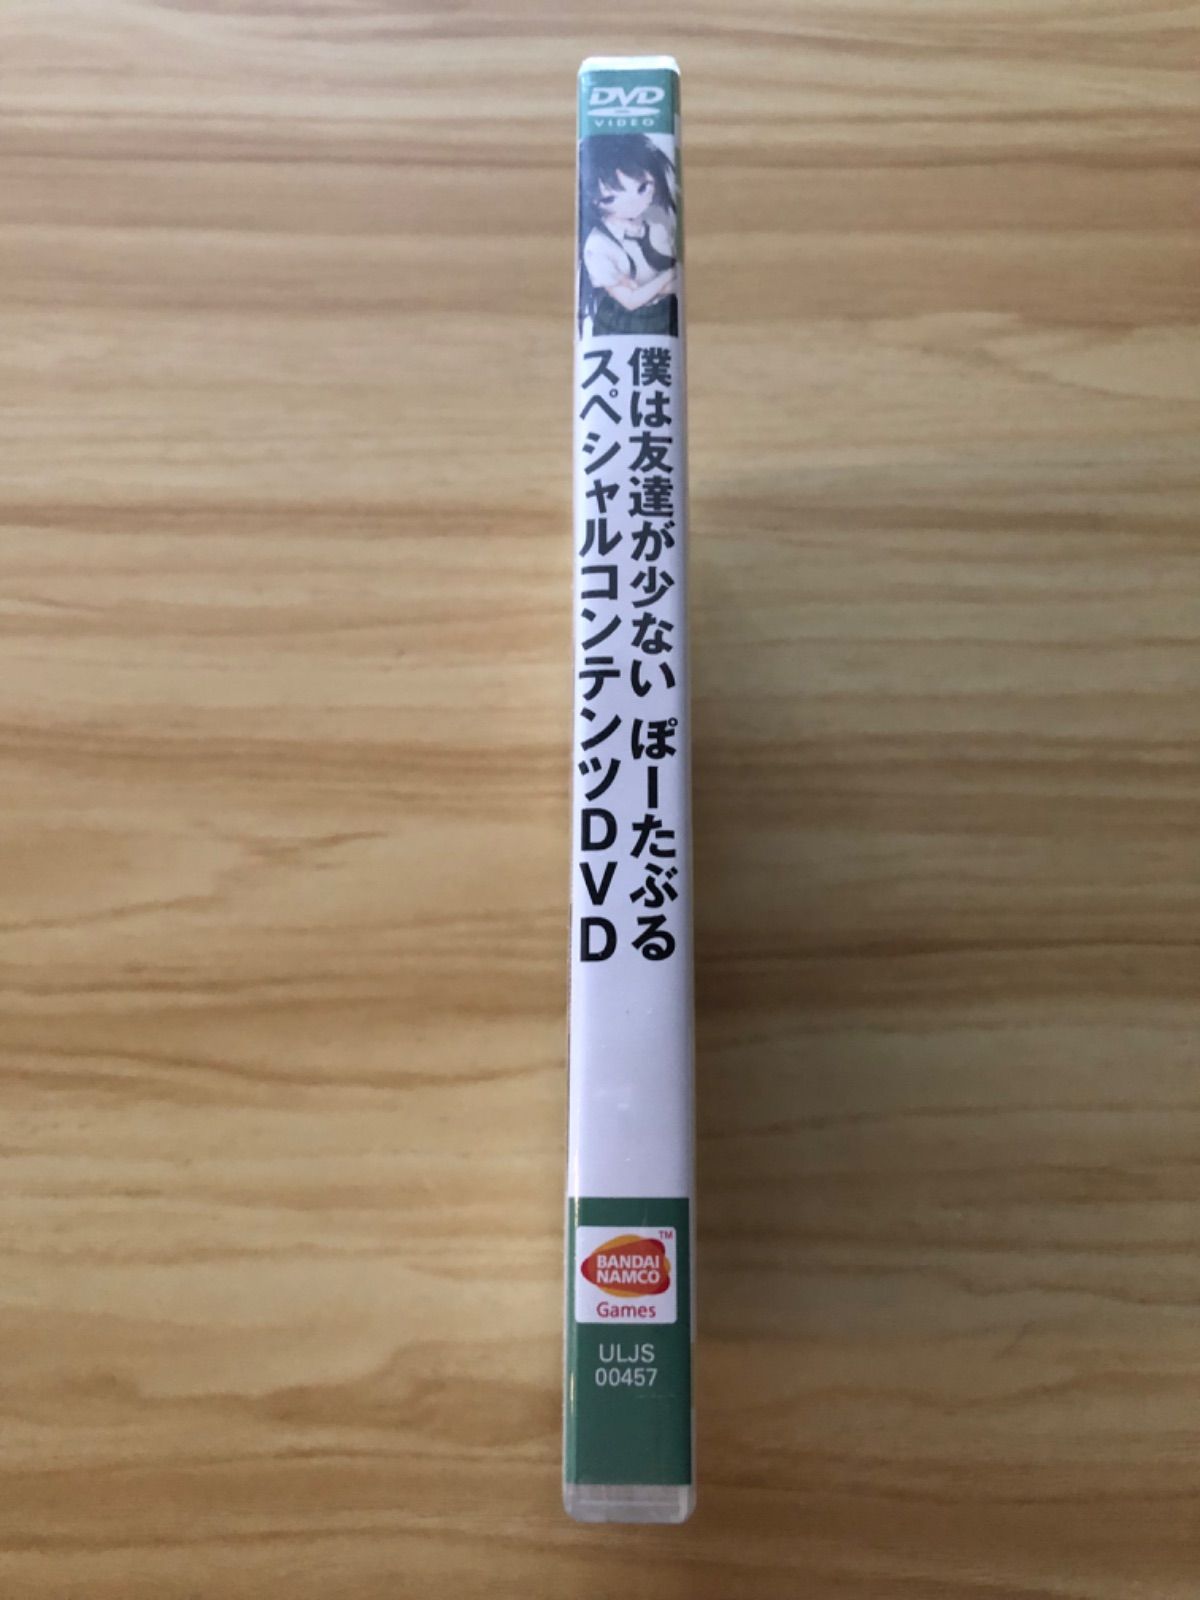 DVD
VIDEO
僕は友達が少ない ぽーたぶる
スペシャルコンテンツDVD
BANDAI
NAMCO
TM
Games
ULJS
00457